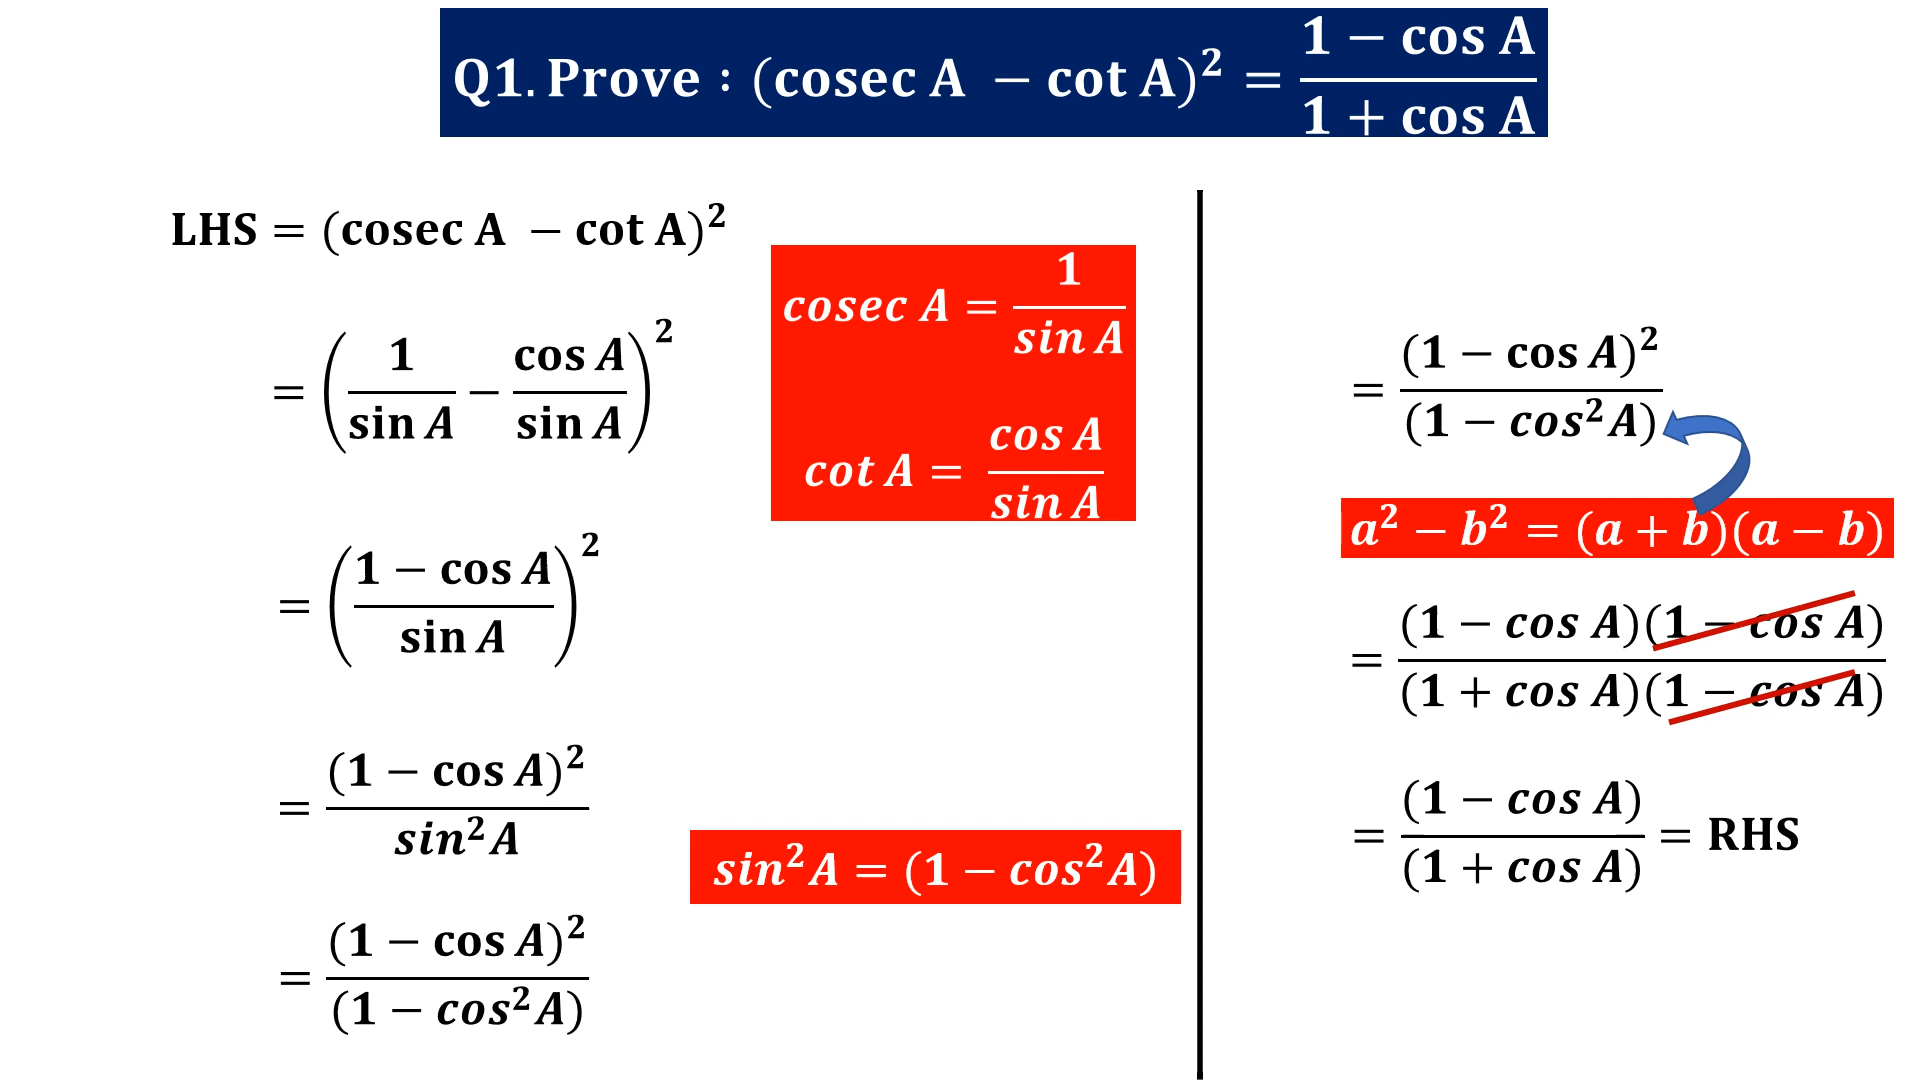 Q1. Prove : (cosec A − cot A)² = (1 − cos A)/(1 + cos A)
LHS = (cosec A − cot A)²
= (1/sin A − cos A/sin A)²
cosec A = 1/sin A
cot A = cos A/sin A
= ((1 − cos A)/sin A)²
= (1 − cos A)²/sin²A
sin²A = (1 − cos²A)
= (1 − cos A)²/(1 − cos²A)
= (1 − cos A)²/(1 − cos²A)
a² − b² = (a + b)(a − b)
= (1 − cos A)(1 − cos A)/(1 + cos A)(1 − cos A)
= (1 − cos A)/(1 + cos A) = RHS